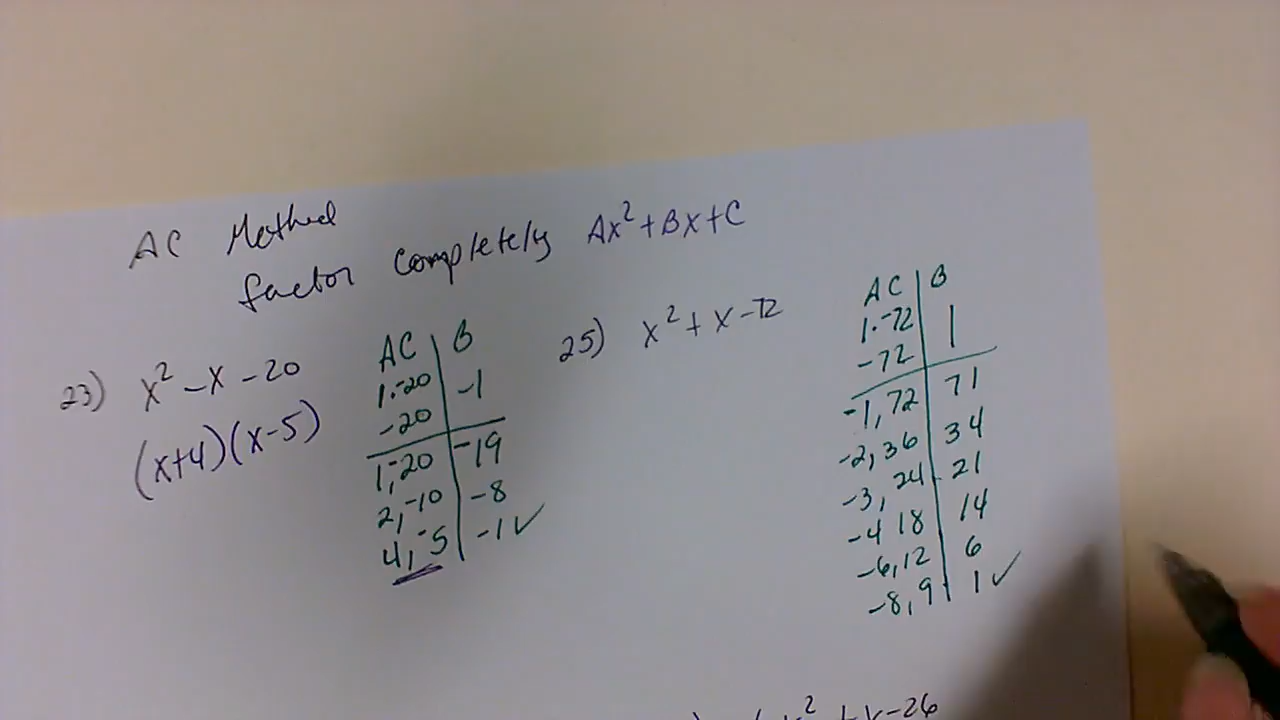 AC Method
factor completely Ax²+Bx+C
23) x² - x - 20
(x+4)(x-5)
AC | B
1·-20 | -1
-20
1,-20 | -19
2,-10 | -8
4,-5 | -1 ✓
25) x² + x - 72
AC | B
1·-72 | 1
-72
-1,72 | 71
-2,36 | 34
-3,24 | 21
-4 18 | 14
-6,12 | 6
-8,9 | 1 ✓
x-26